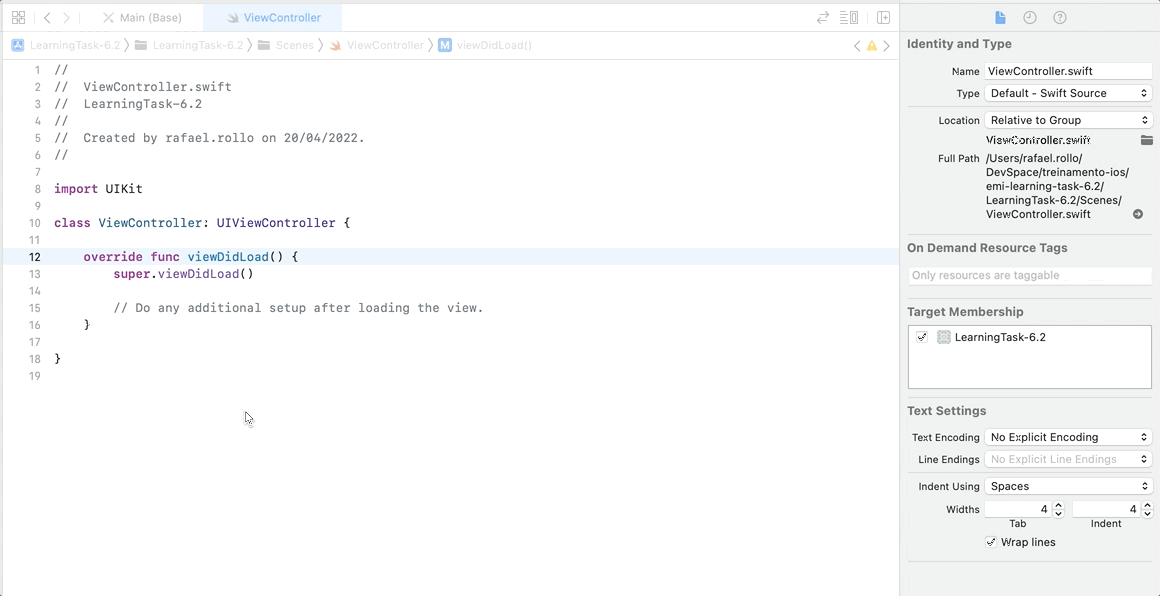 Main (Base)
ViewController
LearningTask-6.2 LearningTask-6.2 Scenes ViewController M viewDidLoad()
1 //
2 //  ViewController.swift
3 //  LearningTask-6.2
4 //
5 //  Created by rafael.rollo on 20/04/2022.
6 //
7
8 import UIKit
9
10 class ViewController: UIViewController {
11
12     override func viewDidLoad() {
13         super.viewDidLoad()
14
15         // Do any additional setup after loading the view.
16     }
17
18 }
19
Identity and Type
Name ViewController.swift
Type Default - Swift Source
Location Relative to Group
ViewController.swift
Full Path /Users/rafael.rollo/
DevSpace/treinamento-ios/
emi-learning-task-6.2/
LearningTask-6.2/Scenes/
ViewController.swift
On Demand Resource Tags
Only resources are taggable
Target Membership
LearningTask-6.2
Text Settings
Text Encoding No Explicit Encoding
Line Endings No Explicit Line Endings
Indent Using Spaces
Widths 4 4
Tab Indent
Wrap lines